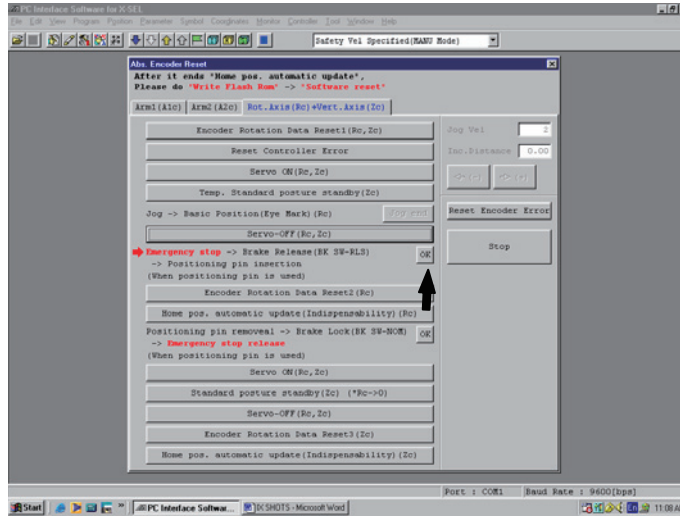 PC Interface Software for X-SEL
File Edit View Program Position Parameter Symbol Coordinates Monitor Controller Tool Window Help
Safety Vel Specified(MANU Mode)
Abs. Encoder Reset
After it ends "Home pos. automatic update",
Please do "Write Flash Rom" -> "Software reset"
Arm1(A1c) Arm2(A2c) Rot.Axis(Rc)+Vert.Axis(Zc)
Encoder Rotation Data Reset1(Rc,Zc)
Reset Controller Error
Servo ON(Rc,Zc)
Temp. Standard posture standby(Zc)
Jog -> Basic Position(Eye Mark)(Rc) Jog end
Servo-OFF(Rc,Zc)
Emergency stop -> Brake Release(BK SW-RLS) OK
-> Positioning pin insertion
(When positioning pin is used)
Encoder Rotation Data Reset2(Rc)
Home pos. automatic update(Indispensability)(Rc)
Positioning pin removeal -> Brake Lock(BK SW-NOM) OK
-> Emergency stop release
(When positioning pin is used)
Servo ON(Rc,Zc)
Standard posture standby(Zc) (*Rc->0)
Servo-OFF(Rc,Zc)
Encoder Rotation Data Reset3(Zc)
Home pos. automatic update(Indispensability)(Zc)
Jog Vel 2
Inc.Distance 0.00
(-) (+)
Reset Encoder Error
Stop
Port : COM1 Baud Rate : 9600[bps]
Start PC Interface Softwar... IX SHOTS - Microsoft Word 11:08 A